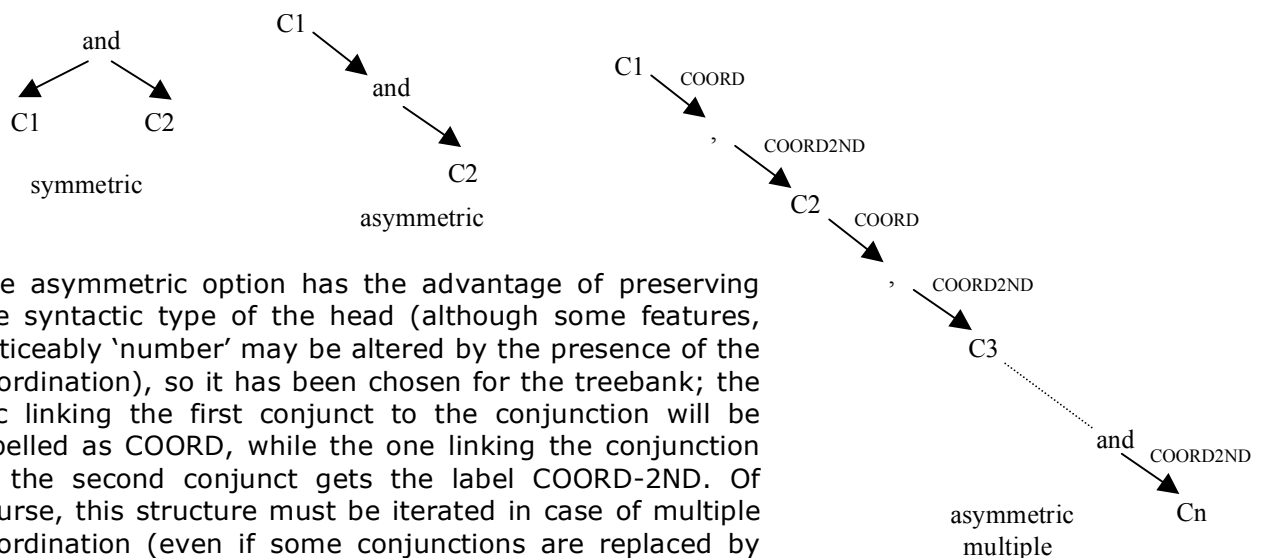 and
C1 C2
symmetric
C1
and
C2
asymmetric
C1 COORD
, COORD2ND
C2 COORD
, COORD2ND
C3
and COORD2ND
Cn
asymmetric
multiple
e asymmetric option has the advantage of preserving
e syntactic type of the head (although some features,
ticeably ‘number’ may be altered by the presence of the
ordination), so it has been chosen for the treebank; the
c linking the first conjunct to the conjunction will be
belled as COORD, while the one linking the conjunction
the second conjunct gets the label COORD-2ND. Of
urse, this structure must be iterated in case of multiple
ordination (even if some conjunctions are replaced by